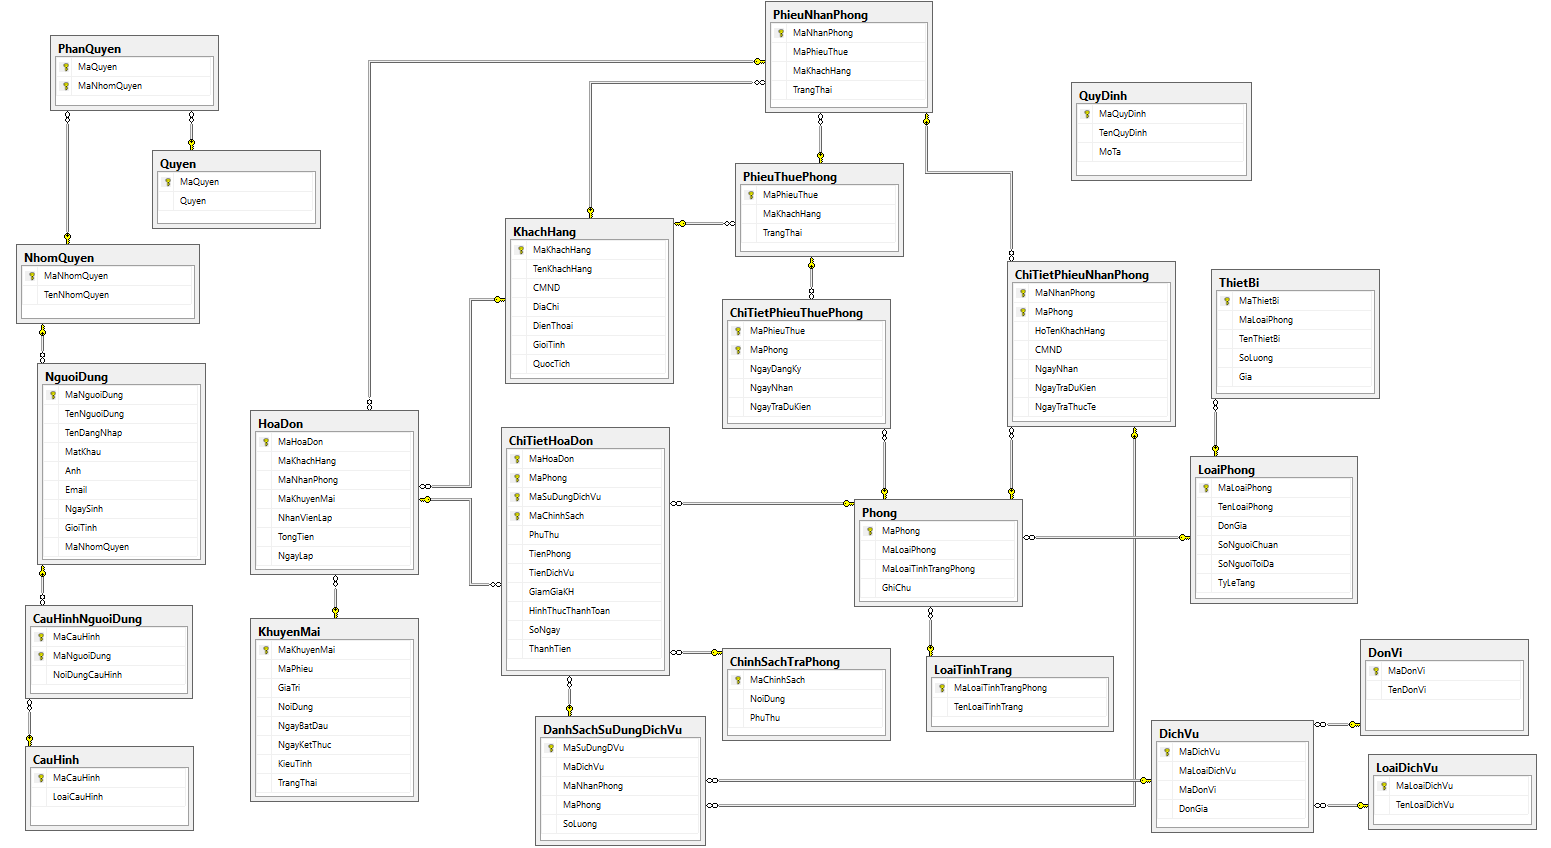 PhieuNhanPhong
MaNhanPhong
MaPhieuThue
MaKhachHang
TrangThai
PhanQuyen
MaQuyen
MaNhomQuyen
QuyDinh
MaQuyDinh
TenQuyDinh
MoTa
Quyen
MaQuyen
Quyen
PhieuThuePhong
MaPhieuThue
MaKhachHang
TrangThai
KhachHang
MaKhachHang
TenKhachHang
CMND
DiaChi
DienThoai
GioiTinh
QuocTich
NhomQuyen
MaNhomQuyen
TenNhomQuyen
ChiTietPhieuNhanPhong
MaNhanPhong
MaPhong
HoTenKhachHang
CMND
NgayNhan
NgayTraDuKien
NgayTraThucTe
ThietBi
MaThietBi
MaLoaiPhong
TenThietBi
SoLuong
Gia
ChiTietPhieuThuePhong
MaPhieuThue
MaPhong
NgayDangKy
NgayNhan
NgayTraDuKien
NguoiDung
MaNguoiDung
TenNguoiDung
TenDangNhap
MatKhau
Anh
Email
NgaySinh
GioiTinh
MaNhomQuyen
HoaDon
MaHoaDon
MaKhachHang
MaNhanPhong
MaKhuyenMai
NhanVienLap
TongTien
NgayLap
ChiTietHoaDon
MaHoaDon
MaPhong
MaSuDungDichVu
MaChinhSach
PhuThu
TienPhong
TienDichVu
GiamGiaKH
HinhThucThanhToan
SoNgay
ThanhTien
LoaiPhong
MaLoaiPhong
TenLoaiPhong
DonGia
SoNguoiChuan
SoNguoiToiDa
TyLeTang
Phong
MaPhong
MaLoaiPhong
MaLoaiTinhTrangPhong
GhiChu
CauHinhNguoiDung
MaCauHinh
MaNguoiDung
NoiDungCauHinh
KhuyenMai
MaKhuyenMai
MaPhieu
GiaTri
NoiDung
NgayBatDau
NgayKetThuc
KieuTinh
TrangThai
ChinhSachTraPhong
MaChinhSach
NoiDung
PhuThu
LoaiTinhTrang
MaLoaiTinhTrangPhong
TenLoaiTinhTrang
DonVi
MaDonVi
TenDonVi
DanhSachSuDungDichVu
MaSuDungDVu
MaDichVu
MaNhanPhong
MaPhong
SoLuong
DichVu
MaDichVu
MaLoaiDichVu
MaDonVi
DonGia
CauHinh
MaCauHinh
LoaiCauHinh
LoaiDichVu
MaLoaiDichVu
TenLoaiDichVu